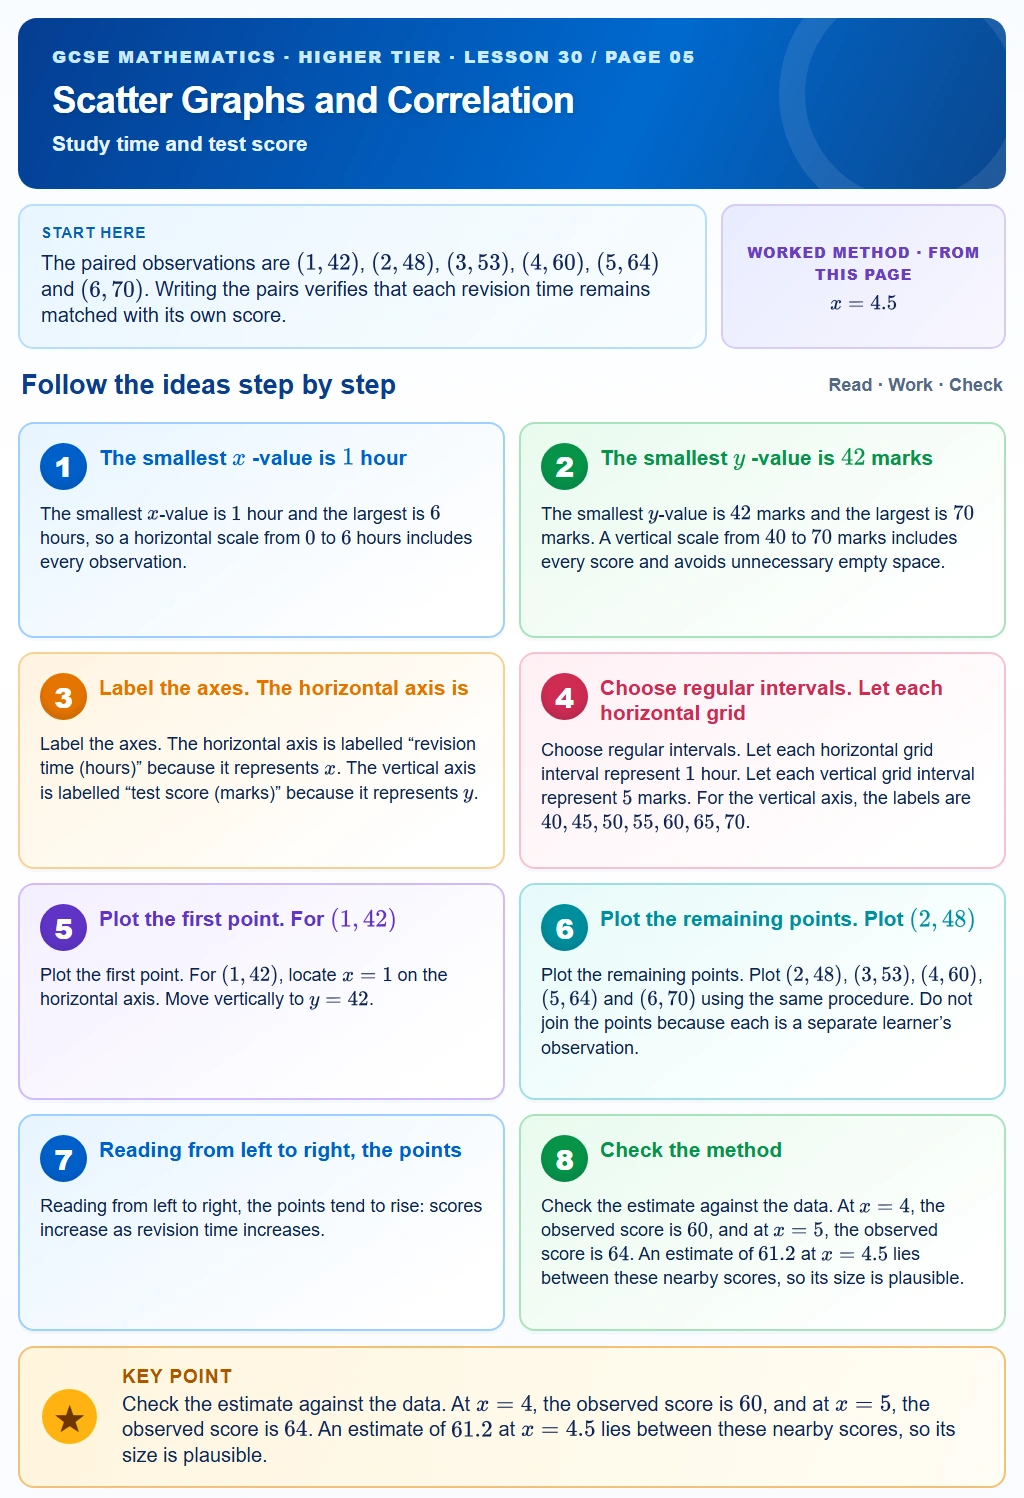 GCSE MATHEMATICS · HIGHER TIER · LESSON 30 / PAGE 05
Scatter Graphs and Correlation
Study time and test score
START HERE
The paired observations are (1, 42), (2, 48), (3, 53), (4, 60), (5, 64)
and (6, 70). Writing the pairs verifies that each revision time remains
matched with its own score.
WORKED METHOD · FROM
THIS PAGE
x = 4.5
Follow the ideas step by step
Read · Work · Check
1
The smallest x -value is 1 hour
The smallest x-value is 1 hour and the largest is 6
hours, so a horizontal scale from 0 to 6 hours includes
every observation.
2
The smallest y -value is 42 marks
The smallest y-value is 42 marks and the largest is 70
marks. A vertical scale from 40 to 70 marks includes
every score and avoids unnecessary empty space.
3
Label the axes. The horizontal axis is
Label the axes. The horizontal axis is labelled “revision
time (hours)” because it represents x. The vertical axis
is labelled “test score (marks)” because it represents y.
4
Choose regular intervals. Let each
horizontal grid
Choose regular intervals. Let each horizontal grid
interval represent 1 hour. Let each vertical grid interval
represent 5 marks. For the vertical axis, the labels are
40, 45, 50, 55, 60, 65, 70.
5
Plot the first point. For (1, 42)
Plot the first point. For (1, 42), locate x = 1 on the
horizontal axis. Move vertically to y = 42.
6
Plot the remaining points. Plot (2, 48)
Plot the remaining points. Plot (2, 48), (3, 53), (4, 60),
(5, 64) and (6, 70) using the same procedure. Do not
join the points because each is a separate learner’s
observation.
7
Reading from left to right, the points
Reading from left to right, the points tend to rise: scores
increase as revision time increases.
8
Check the method
Check the estimate against the data. At x = 4, the
observed score is 60, and at x = 5, the observed
score is 64. An estimate of 61.2 at x = 4.5 lies
between these nearby scores, so its size is plausible.
KEY POINT
Check the estimate against the data. At x = 4, the observed score is 60, and at x = 5, the
observed score is 64. An estimate of 61.2 at x = 4.5 lies between these nearby scores, so its
size is plausible.